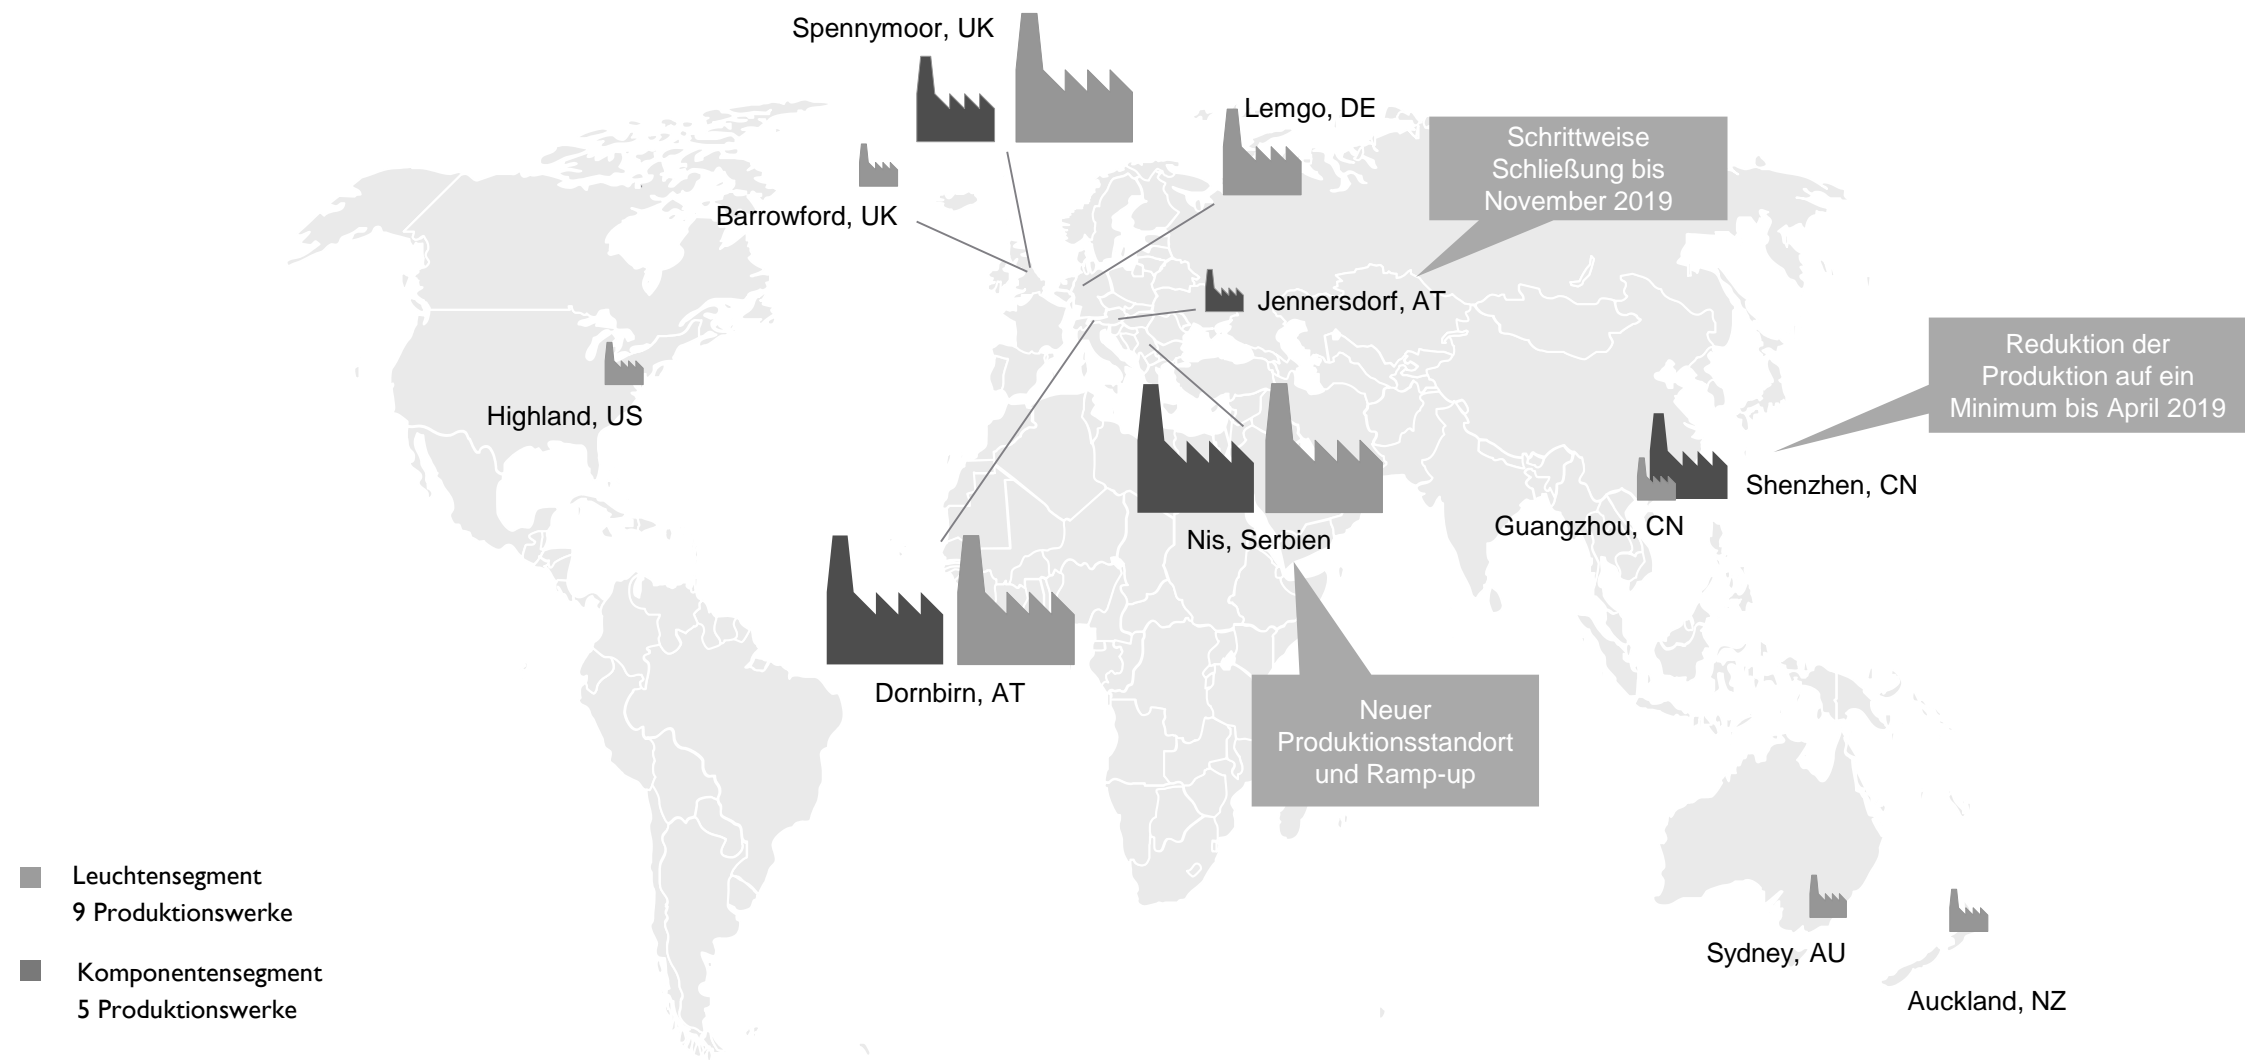 Spennymoor, UK
Lemgo, DE
Schrittweise
Schließung bis
November 2019
Barrowford, UK
Jennersdorf, AT
Reduktion der
Produktion auf ein
Minimum bis April 2019
Highland, US
Shenzhen, CN
Guangzhou, CN
Nis, Serbien
Dornbirn, AT
Neuer
Produktionsstandort
und Ramp-up
Leuchtensegment
9 Produktionswerke
Sydney, AU
Komponentensegment
5 Produktionswerke
Auckland, NZ